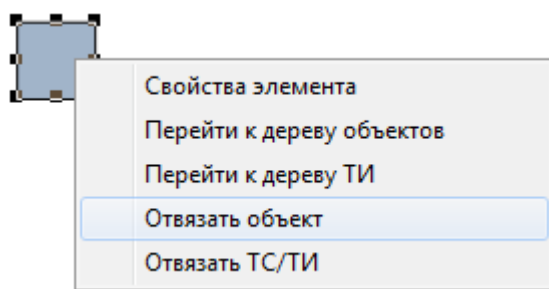 Свойства элемента
Перейти к дереву объектов
Перейти к дереву ТИ
Отвязать объект
Отвязать ТС/ТИ